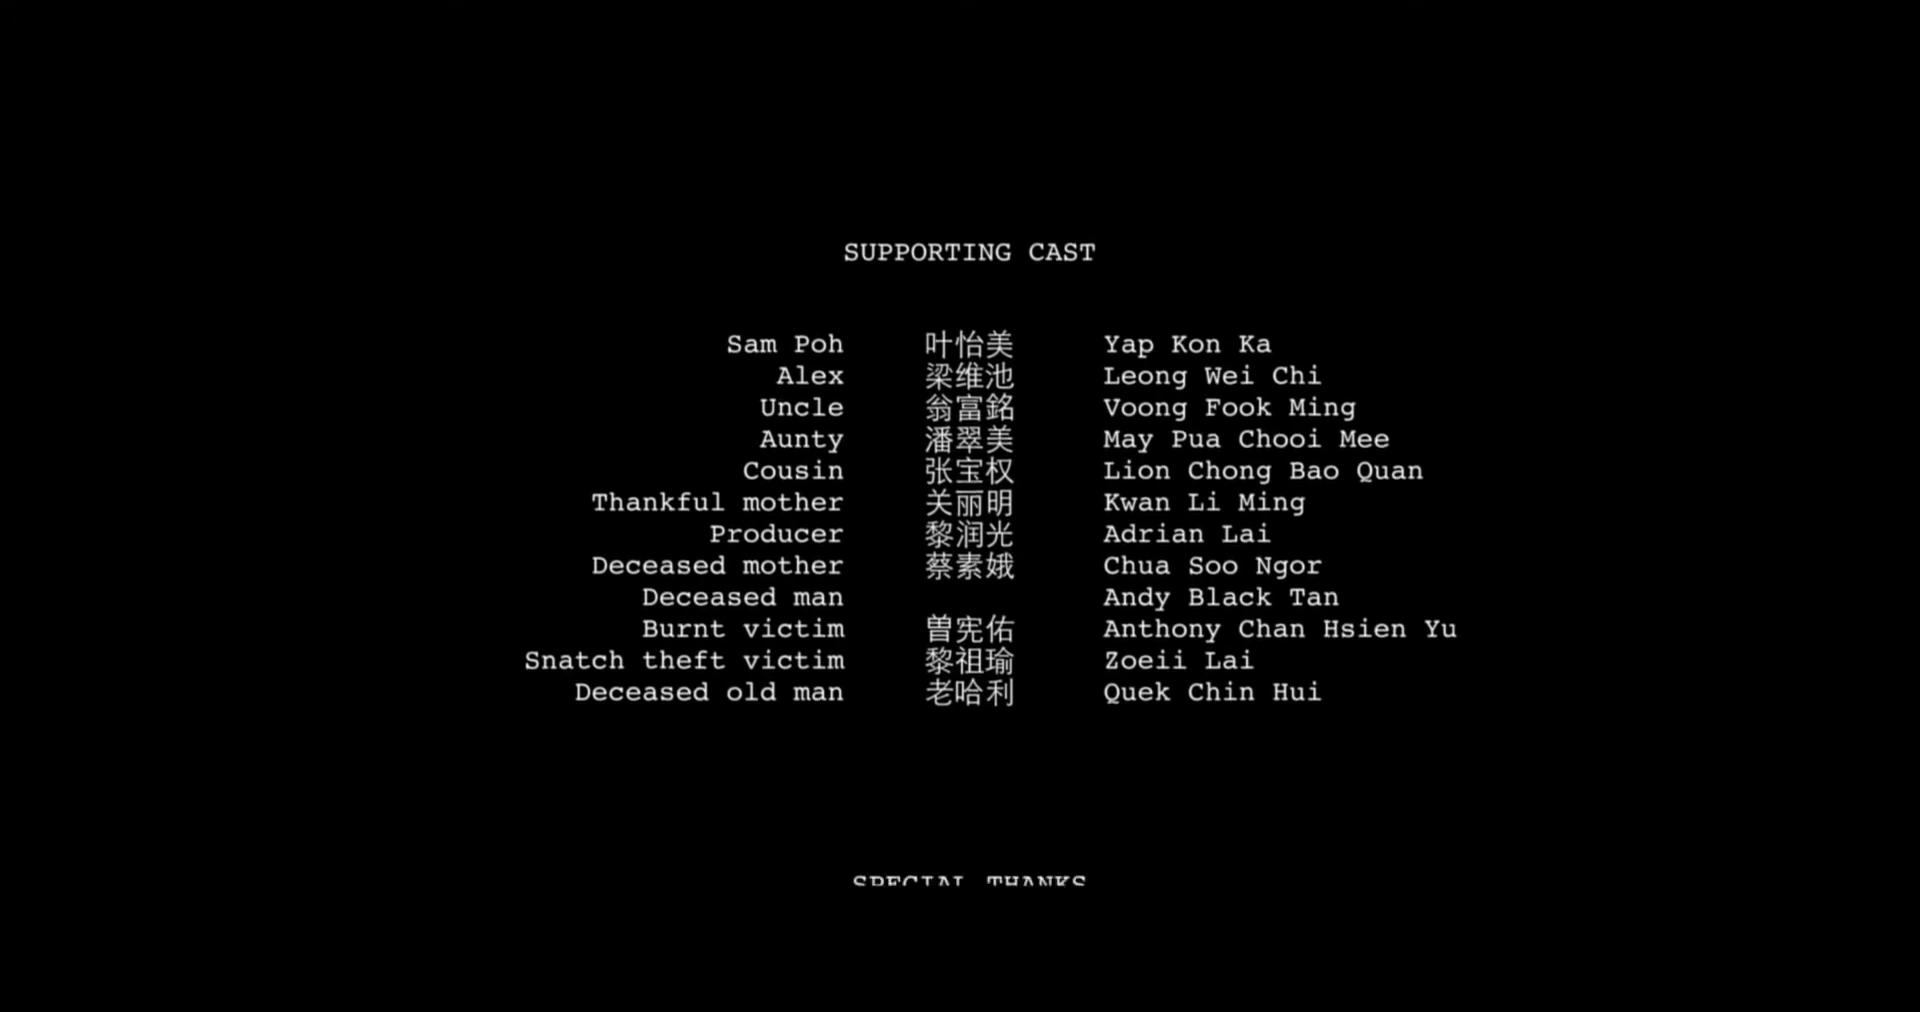 SUPPORTING CAST
Sam Poh 叶怡美 Yap Kon Ka
Alex 梁维池 Leong Wei Chi
Uncle 翁富銘 Voong Fook Ming
Aunty 潘翠美 May Pua Chooi Mee
Cousin 张宝权 Lion Chong Bao Quan
Thankful mother 关丽明 Kwan Li Ming
Producer 黎润光 Adrian Lai
Deceased mother 蔡素娥 Chua Soo Ngor
Deceased man Andy Black Tan
Burnt victim 曽宪佑 Anthony Chan Hsien Yu
Snatch theft victim 黎祖瑜 Zoeii Lai
Deceased old man 老哈利 Quek Chin Hui
SPECIAL THANKS